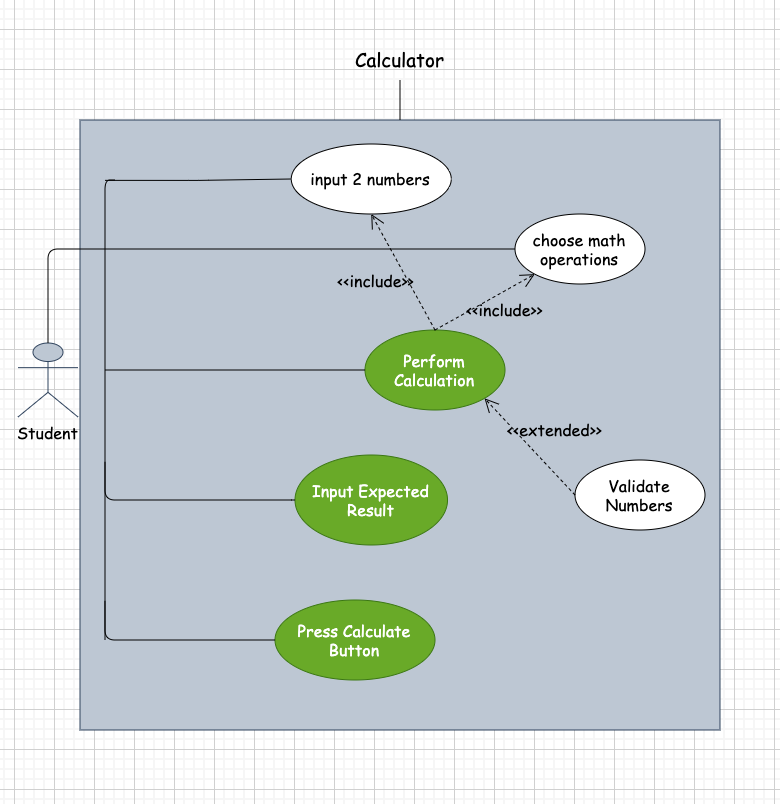 Calculator
input 2 numbers
choose math
operations
<<include>>
<<include>>
Perform
Calculation
Student
<<extended>>
Input Expected
Result
Validate
Numbers
Press Calculate
Button